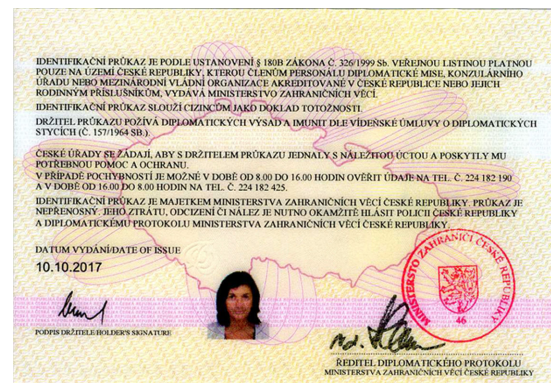 IDENTIFIKAČNÍ PRŮKAZ JE PODLE USTANOVENÍ § 180B ZÁKONA Č. 326/1999 Sb. VEŘEJNOU LISTINOU PLATNOU
POUZE NA ÚZEMÍ ČESKÉ REPUBLIKY, KTEROU ČLENŮM PERSONÁLU DIPLOMATICKÉ MISE, KONZULÁRNÍHO
ÚŘADU NEBO MEZINÁRODNÍ VLÁDNÍ ORGANIZACE AKREDITOVANÉ V ČESKÉ REPUBLICE NEBO JEJICH
RODINNÝM PŘÍSLUŠNÍKŮM, VYDÁVÁ MINISTERSTVO ZAHRANIČNÍCH VĚCÍ.
IDENTIFIKAČNÍ PRŮKAZ SLOUŽÍ CIZINCŮM JAKO DOKLAD TOTOŽNOSTI.
DRŽITEL PRŮKAZU POŽÍVÁ DIPLOMATICKÝCH VÝSAD A IMUNIT DLE VÍDEŇSKÉ ÚMLUVY O DIPLOMATICKÝCH
STYCÍCH (Č. 157/1964 SB.).
ČESKÉ ÚŘADY SE ŽÁDAJÍ, ABY S DRŽITELEM PRŮKAZU JEDNALY S NÁLEŽITOU ÚCTOU A POSKYTLY MU
POTŘEBNOU POMOC A OCHRANU.
V PŘÍPADĚ POCHYBNOSTÍ JE MOŽNÉ V DOBĚ OD 8.00 DO 16.00 HODIN OVĚŘIT ÚDAJE NA TEL. Č. 224 182 190
A V DOBĚ OD 16.00 DO 8.00 HODIN NA TEL. Č. 224 182 425.
IDENTIFIKAČNÍ PRŮKAZ JE MAJETKEM MINISTERSTVA ZAHRANIČNÍCH VĚCÍ ČESKÉ REPUBLIKY. PRŮKAZ JE
NEPŘENOSNÝ. JEHO ZTRÁTU, ODCIZENÍ ČI NÁLEZ JE NUTNO OKAMŽITĚ HLÁSIT POLICII ČESKÉ REPUBLIKY
A DIPLOMATICKÉMU PROTOKOLU MINISTERSTVA ZAHRANIČNÍCH VĚCÍ ČESKÉ REPUBLIKY.
DATUM VYDÁNÍ/DATE OF ISSUE
10.10.2017
MINISTERSTVO ZAHRANIČÍ ČESKÉ REPUBLIKY
46
PODPIS DRŽITELE/HOLDER'S SIGNATURE
ŘEDITEL DIPLOMATICKÉHO PROTOKOLU
MINISTERSTVA ZAHRANIČNÍCH VĚCÍ ČESKÉ REPUBLIKY